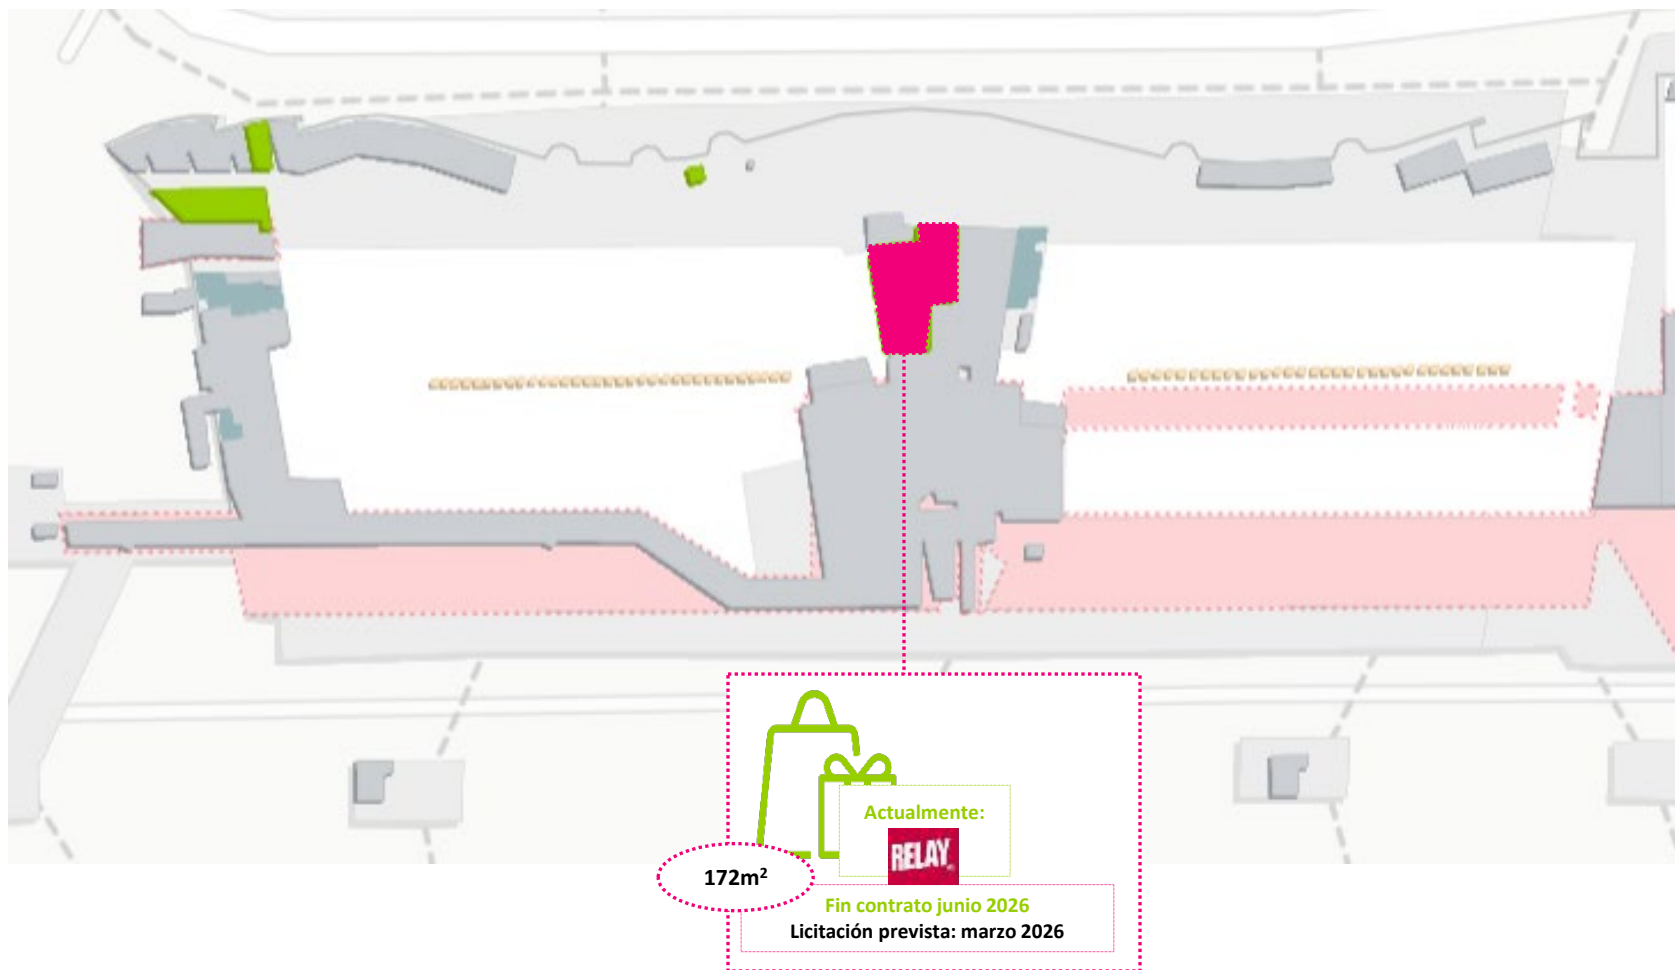 Actualmente:
RELAY
172m²
Fin contrato junio 2026
Licitación prevista: marzo 2026